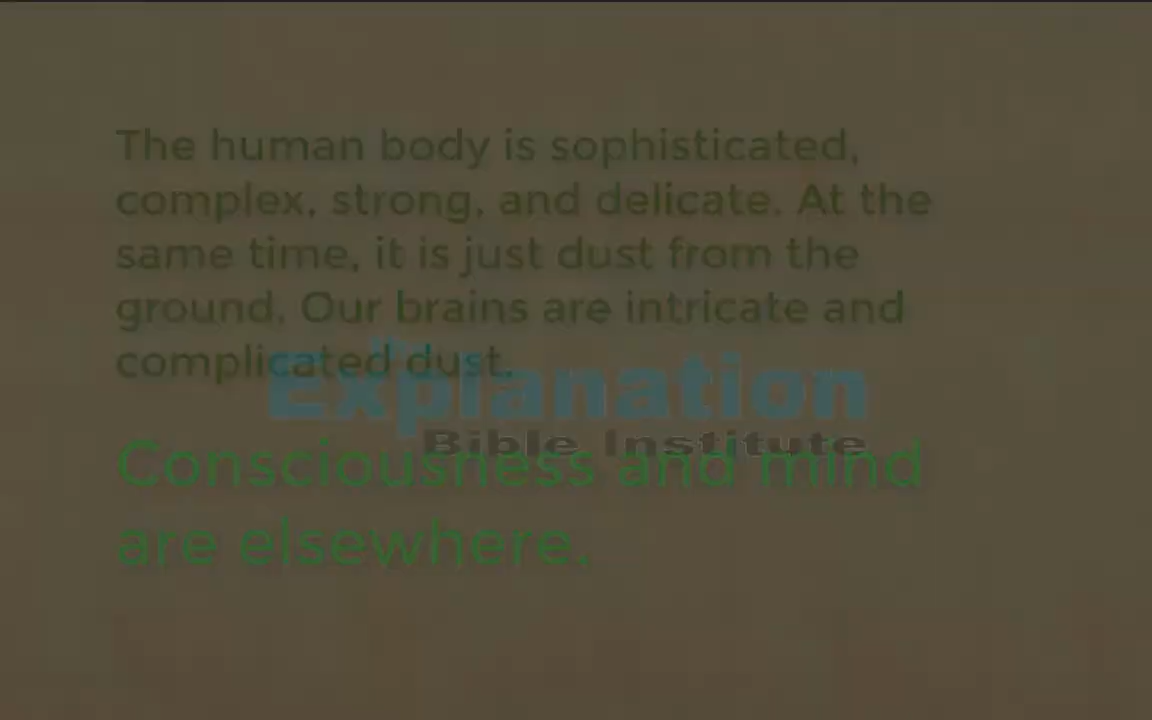 The human body is sophisticated,
complex, strong, and delicate. At the
same time, it is just dust from the
ground. Our brains are intricate and
complicated dust.
the
Explanation
Bible Institute
Consciousness and mind
are elsewhere.